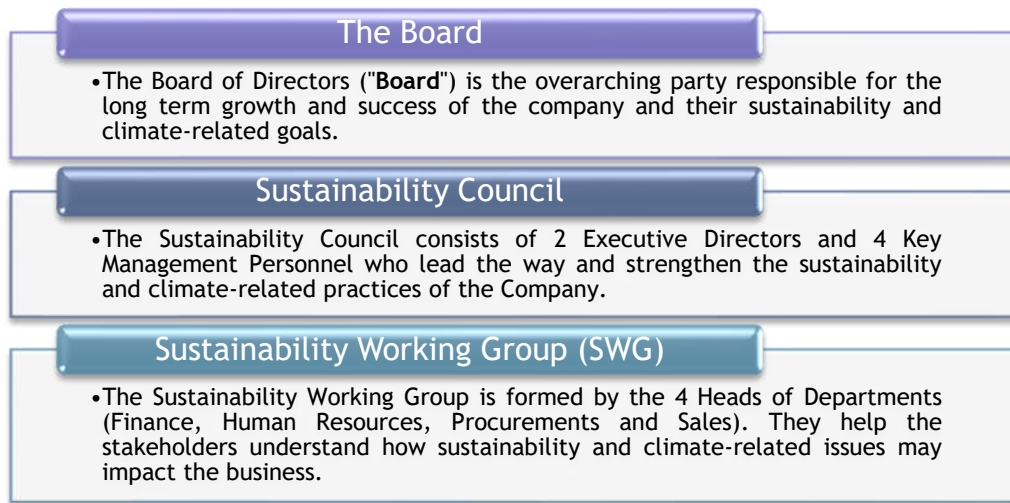 The Board
•The Board of Directors ("Board") is the overarching party responsible for the
long term growth and success of the company and their sustainability and
climate-related goals.
Sustainability Council
•The Sustainability Council consists of 2 Executive Directors and 4 Key
Management Personnel who lead the way and strengthen the sustainability
and climate-related practices of the Company.
Sustainability Working Group (SWG)
•The Sustainability Working Group is formed by the 4 Heads of Departments
(Finance, Human Resources, Procurements and Sales). They help the
stakeholders understand how sustainability and climate-related issues may
impact the business.